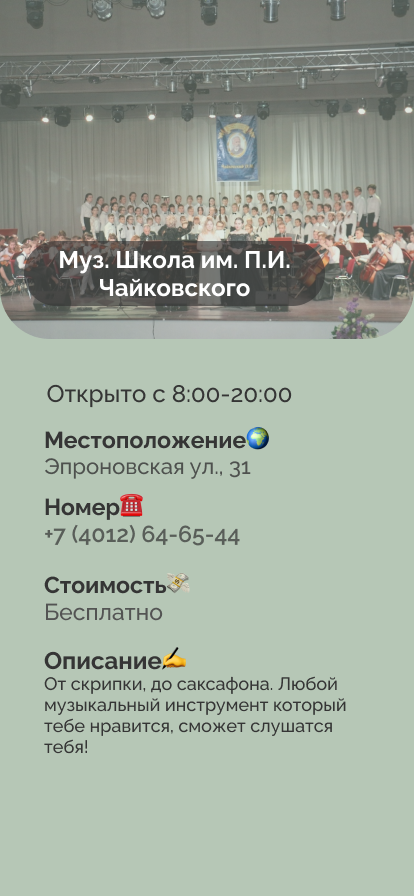 Муз. Школа им. П.И.
Чайковского
Открыто с 8:00-20:00
Местоположение🌍
Эпроновская ул., 31
Номер☎️
+7 (4012) 64-65-44
Стоимость💸
Бесплатно
Описание✍️
От скрипки, до саксафона. Любой
музыкальный инструмент который
тебе нравится, сможет слушатся
тебя!